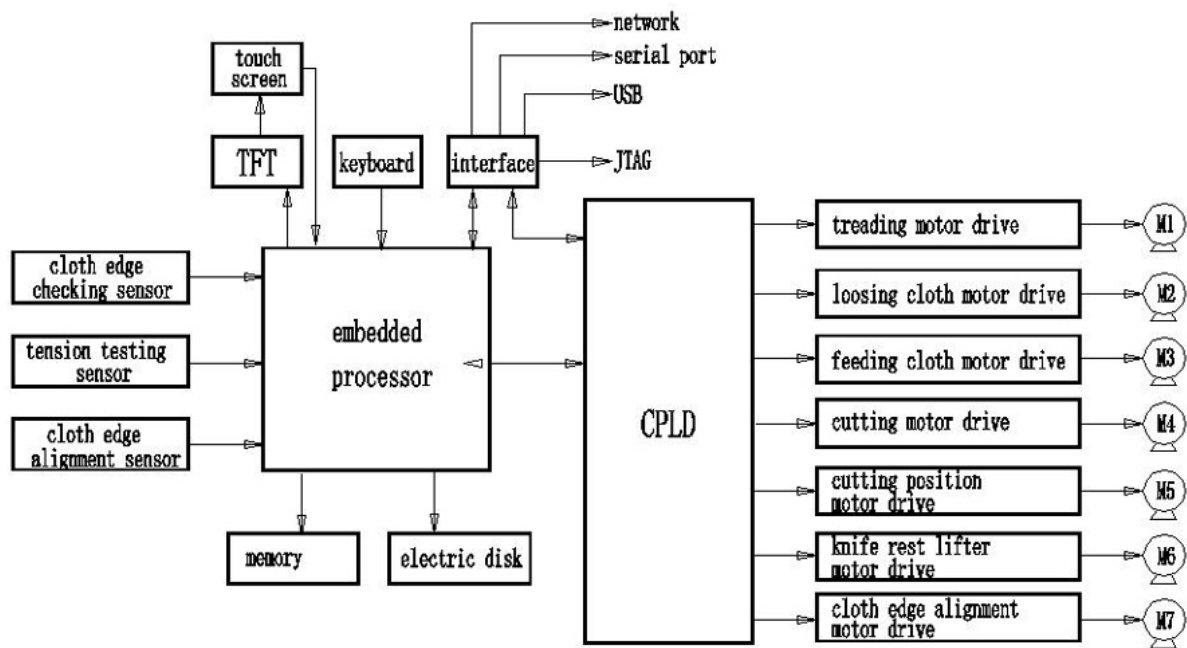 network
serial port
USB
JTAG
touch
screen
TFT
keyboard
interface
cloth edge
checking sensor
tension testing
sensor
cloth edge
alignment sensor
embedded
processor
memory
electric disk
CPLD
treading motor drive
M1
loosing cloth motor drive
M2
feeding cloth motor drive
M3
cutting motor drive
M4
cutting position
motor drive
M5
knife rest lifter
motor drive
M6
cloth edge alignment
motor drive
M7